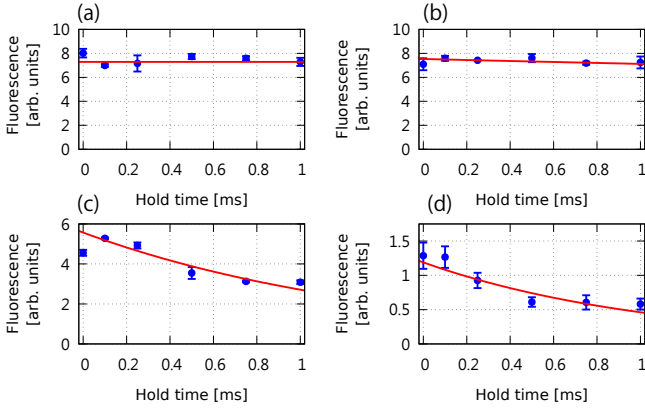 (a)
Fluorescence
[arb. units]
10
8
6
4
2
0
0 0.2 0.4 0.6 0.8 1
Hold time [ms]
(b)
Fluorescence
[arb. units]
10
8
6
4
2
0
0 0.2 0.4 0.6 0.8 1
Hold time [ms]
(c)
Fluorescence
[arb. units]
6
4
2
0
0 0.2 0.4 0.6 0.8 1
Hold time [ms]
(d)
Fluorescence
[arb. units]
1.5
1
0.5
0
0 0.2 0.4 0.6 0.8 1
Hold time [ms]